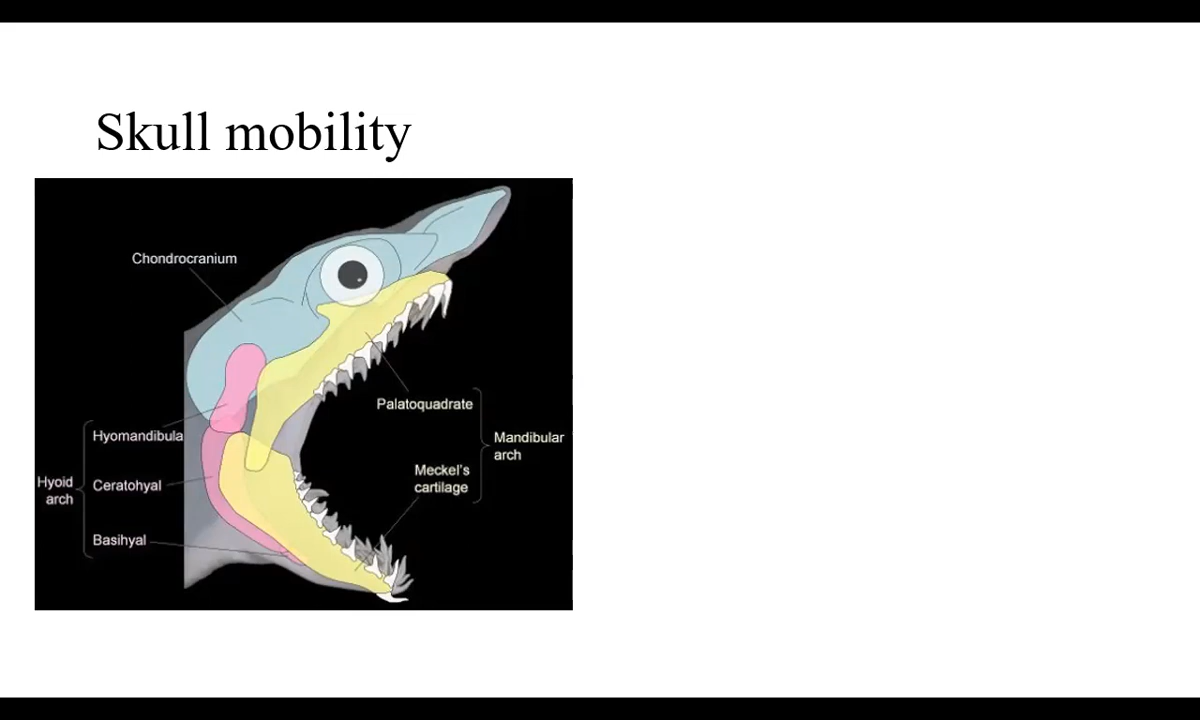 Skull mobility
Chondrocranium
Palatoquadrate
Mandibular
arch
Meckel's
cartilage
Hyomandibula
Hyoid
arch
Ceratohyal
Basihyal